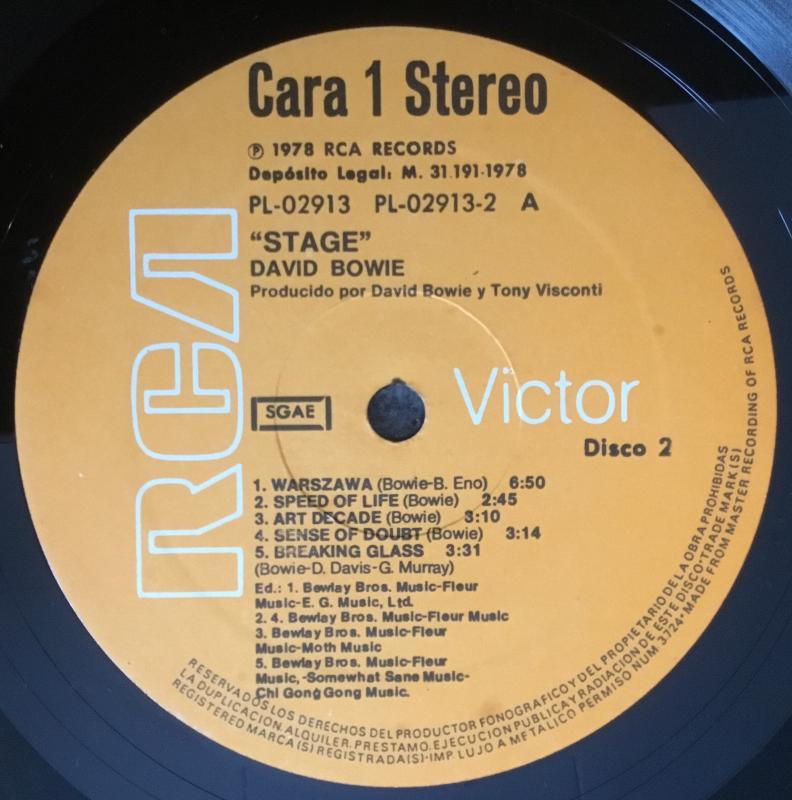 Cara 1 Stereo
℗ 1978 RCA RECORDS
Depósito Legal: M. 31.191-1978
PL-02913 PL-02913-2 A
"STAGE"
DAVID BOWIE
Producido por David Bowie y Tony Visconti
RCA
Victor
SGAE
Disco 2
1. WARSZAWA (Bowie-B. Eno) 6:50
2. SPEED OF LIFE (Bowie) 2:45
3. ART DECADE (Bowie) 3:10
4. SENSE OF DOUBT (Bowie) 3:14
5. BREAKING GLASS 3:31
(Bowie-D. Davis-G. Murray)
Ed.: 1. Bewlay Bros. Music-Fleur
Music-E. G. Music, Ltd.
2. 4. Bewlay Bros. Music-Fleur Music
3. Bewlay Bros. Music-Fleur
Music-Moth Music
5. Bewlay Bros. Music-Fleur
Music, -Somewhat Sane Music-
Chi Gong Gong Music.
RESERVADOS LOS DERECHOS DEL PRODUCTOR FONOGRAFICO Y DEL PROPIETARIO DE LA OBRA PROHIBIDAS
LA DUPLICACION. ALQUILER. PRESTAMO. EJECUCION PUBLICA Y RADIACION DE ESTE DISCO·TRADE MARK(S)
REGISTERED MARCA(S) REGISTRADA(S)-IMP. LUJO A METALICO PERMISO NUM 3724·MADE FROM MASTER RECORDING OF RCA RECORDS